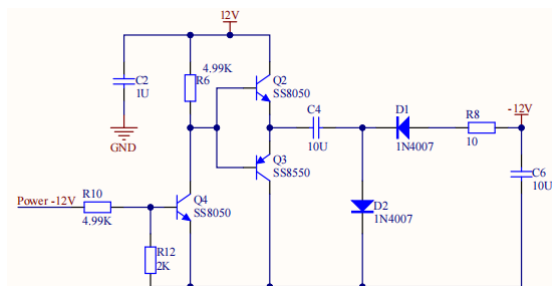 12V
4.99K
R6
Q2
SS8050
C2
1U
GND
C4
10U
D1
1N4007
R8
10
-12V
Q3
SS8550
C6
10U
Power -12V
R10
4.99K
Q4
SS8050
D2
1N4007
R12
2K